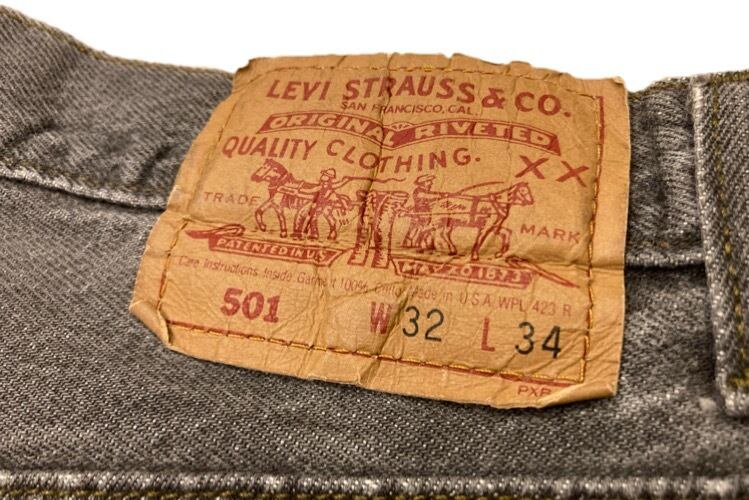 LEVI STRAUSS & CO.
SAN FRANCISCO, CAL.
ORIGINAL RIVETED
QUALITY CLOTHING. XX
TRADE MARK
PATENTED IN U.S. MAY 20 1873
Care Instructions Inside Garment 100% Cotton Made in U.S.A. WPL 423 R
501 W 32 L 34